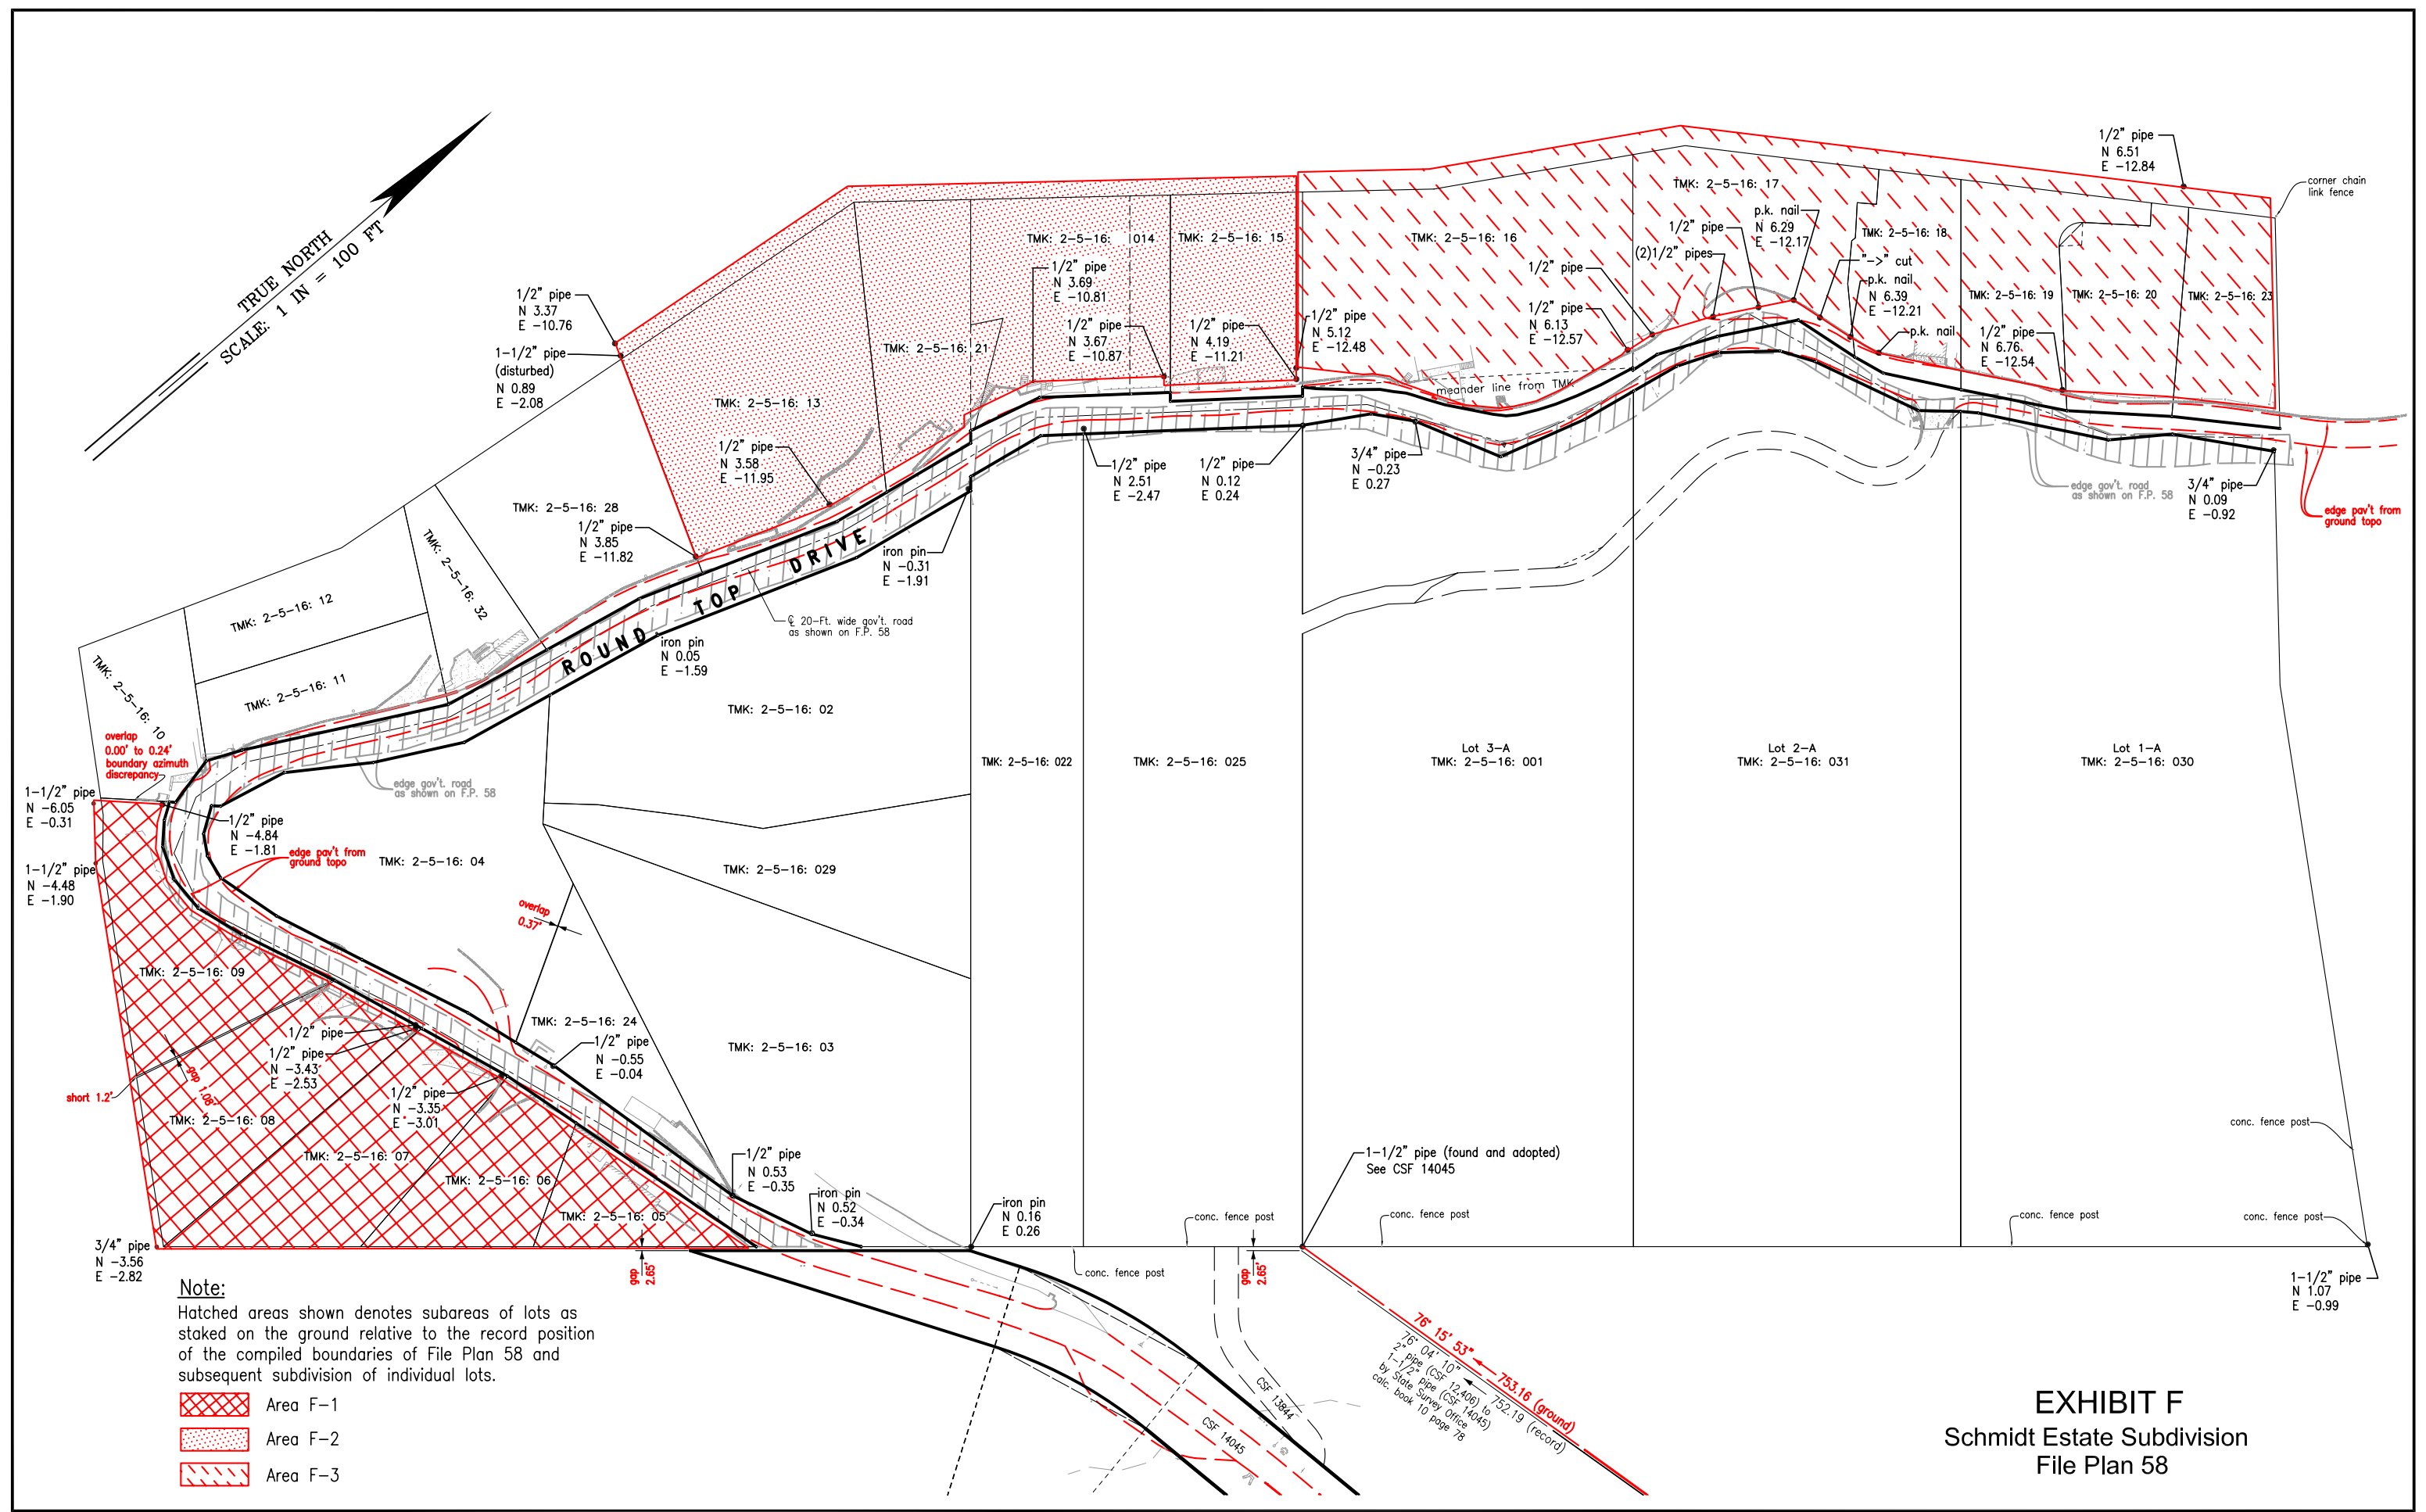 TRUE NORTH
SCALE: 1 IN = 100 FT
1/2" pipe
N 6.51
E -12.84
corner chain
link fence
TMK: 2-5-16: 17
p.k. nail
N 6.29
E -12.17
1/2" pipe
(2)1/2" pipes
TMK: 2-5-16: 18
"->" cut
p.k. nail
N 6.39
E -12.21
p.k. nail
TMK: 2-5-16: 014
TMK: 2-5-16: 15
TMK: 2-5-16: 16
1/2" pipe
N 3.69
E -10.81
1/2" pipe
N 3.67
E -10.87
1/2" pipe
N 4.19
E -11.21
1/2" pipe
N 5.12
E -12.48
1/2" pipe
1/2" pipe
N 6.13
E -12.57
TMK: 2-5-16: 19
TMK: 2-5-16: 20
TMK: 2-5-16: 23
1/2" pipe
N 6.76
E -12.54
1/2" pipe
N 3.37
E -10.76
1-1/2" pipe
(disturbed)
N 0.89
E -2.08
TMK: 2-5-16: 21
TMK: 2-5-16: 13
meander line from TMK
1/2" pipe
N 3.58
E -11.95
1/2" pipe
N 2.51
E -2.47
1/2" pipe
N 0.12
E 0.24
3/4" pipe
N -0.23
E 0.27
edge gov't. road
as shown on F.P. 58
3/4" pipe
N 0.09
E -0.92
edge pav't from
ground topo
TMK: 2-5-16: 28
1/2" pipe
N 3.85
E -11.82
TMK: 2-5-16: 32
iron pin
N -0.31
E -1.91
ROUND TOP DRIVE
℄ 20-Ft. wide gov't. road
as shown on F.P. 58
iron pin
N 0.05
E -1.59
TMK: 2-5-16: 12
TMK: 2-5-16: 11
TMK: 2-5-16: 10
TMK: 2-5-16: 02
overlap
0.00' to 0.24'
boundary azimuth
discrepancy
edge gov't. road
as shown on F.P. 58
TMK: 2-5-16: 022
TMK: 2-5-16: 025
Lot 3-A
TMK: 2-5-16: 001
Lot 2-A
TMK: 2-5-16: 031
Lot 1-A
TMK: 2-5-16: 030
1-1/2" pipe
N -6.05
E -0.31
1/2" pipe
N -4.84
E -1.81
edge pav't from
ground topo
TMK: 2-5-16: 04
TMK: 2-5-16: 029
1-1/2" pipe
N -4.48
E -1.90
overlap
0.37'
TMK: 2-5-16: 09
TMK: 2-5-16: 24
TMK: 2-5-16: 03
1/2" pipe
1/2" pipe
N -3.43
E -2.53
1/2" pipe
N -0.55
E -0.04
gap 1.08'
short 1.2'
1/2" pipe
N -3.35
E -3.01
TMK: 2-5-16: 08
TMK: 2-5-16: 07
TMK: 2-5-16: 06
TMK: 2-5-16: 05
1/2" pipe
N 0.53
E -0.35
iron pin
N 0.52
E -0.34
iron pin
N 0.16
E 0.26
1-1/2" pipe (found and adopted)
See CSF 14045
conc. fence post
conc. fence post
conc. fence post
conc. fence post
conc. fence post
conc. fence post
3/4" pipe
N -3.56
E -2.82
gap
2.65'
gap
2.65'
1-1/2" pipe
N 1.07
E -0.99
76° 15' 53"
753.16 (ground)
76° 04' 10"
752.19 (record)
2" pipe (CSF 12,406) to
1-1/2" pipe (CSF 14045)
by State Survey Office
calc. book 10 page 78
CSF 13844
CSF 14045
Note:
Hatched areas shown denotes subareas of lots as
staked on the ground relative to the record position
of the compiled boundaries of File Plan 58 and
subsequent subdivision of individual lots.
Area F-1
Area F-2
Area F-3
EXHIBIT F
Schmidt Estate Subdivision
File Plan 58